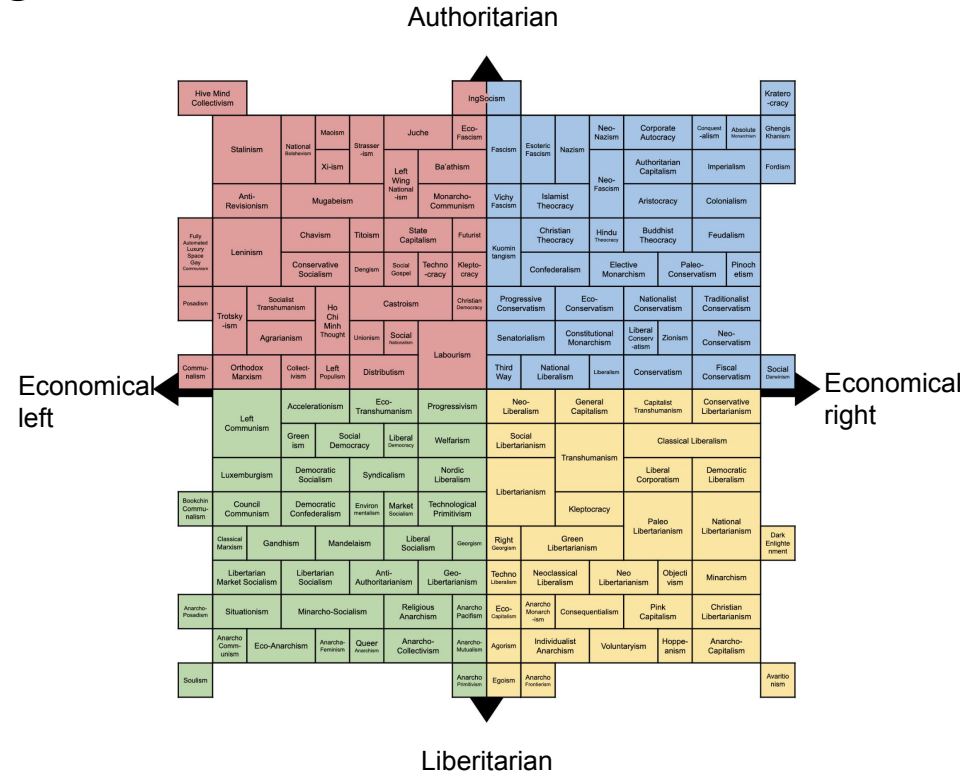 Authoritarian
Hive Mind
Collectivism
IngSocism
Kratero
-cracy
Stalinism
National
Bolshevism
Maoism
Strasser
-ism
Juche
Eco-
Fascism
Fascism
Esoteric
Fascism
Nazism
Neo-
Nazism
Corporate
Autocracy
Conquest
-alism
Absolute
Monarchism
Ghengis
Khanism
Xi-ism
Left
Wing
National
-ism
Ba'athism
Neo-
Fascism
Authoritarian
Capitalism
Imperialism
Fordism
Anti-
Revisionism
Mugabeism
Monarcho-
Communism
Vichy
Fascism
Islamist
Theocracy
Aristocracy
Colonialism
Fully
Automated
Luxury
Space
Gay
Communism
Leninism
Chavism
Titoism
State
Capitalism
Futurist
Kuomin
tangism
Christian
Theocracy
Hindu
Theocracy
Buddhist
Theocracy
Feudalism
Conservative
Socialism
Dengism
Social
Gospel
Techno
-cracy
Klepto-
cracy
Confederalism
Elective
Monarchism
Paleo-
Conservatism
Pinoch
etism
Posadism
Trotsky
-ism
Socialist
Transhumanism
Ho
Chi
Minh
Thought
Castroism
Christian
Democracy
Progressive
Conservatism
Eco-
Conservatism
Nationalist
Conservatism
Traditionalist
Conservatism
Agrarianism
Unionism
Social
Nationalism
Labourism
Senatorialism
Constitutional
Monarchism
Liberal
Conserv
-atism
Zionism
Neo-
Conservatism
Economical
left
Commu-
nalism
Orthodox
Marxism
Collect-
ivism
Left
Populism
Distributism
Third
Way
National
Liberalism
Liberalism
Conservatism
Fiscal
Conservatism
Social
Darwinism
Economical
right
Left
Communism
Accelerationism
Eco-
Transhumanism
Progressivism
Neo-
Liberalism
General
Capitalism
Capitalist
Transhumanism
Conservative
Libertarianism
Green
ism
Social
Democracy
Liberal
Democracy
Welfarism
Social
Libertarianism
Transhumanism
Classical Liberalism
Luxemburgism
Democratic
Socialism
Syndicalism
Nordic
Liberalism
Libertarianism
Liberal
Corporatism
Democratic
Liberalism
Bookchin
Commu-
nalism
Council
Communism
Democratic
Confederalism
Environ
mentalism
Market
Socialism
Technological
Primitivism
Kleptocracy
Paleo
Libertarianism
National
Libertarianism
Classical
Marxism
Gandhism
Mandelaism
Liberal
Socialism
Georgism
Right
Georgism
Green
Libertarianism
Dark
Enlighte
nment
Libertarian
Market Socialism
Libertarian
Socialism
Anti-
Authoritarianism
Geo-
Libertarianism
Techno
Liberalism
Neoclassical
Liberalism
Neo
Libertarianism
Objecti
vism
Minarchism
Anarcho-
Posadism
Situationism
Minarcho-Socialism
Religious
Anarchism
Anarcho
Pacifism
Eco-
Capitalism
Anarcho
Monarch
-ism
Consequentialism
Pink
Capitalism
Christian
Libertarianism
Anarcho
Comm-
unism
Eco-Anarchism
Anarcha-
Feminism
Queer
Anarchism
Anarcho-
Collectivism
Anarcho-
Mutualism
Agorism
Individualist
Anarchism
Voluntaryism
Hoppe-
anism
Anarcho-
Capitalism
Soulism
Anarcho
Primitivism
Egoism
Anarcho
Frontierism
Avaritio
nism
Liberitarian